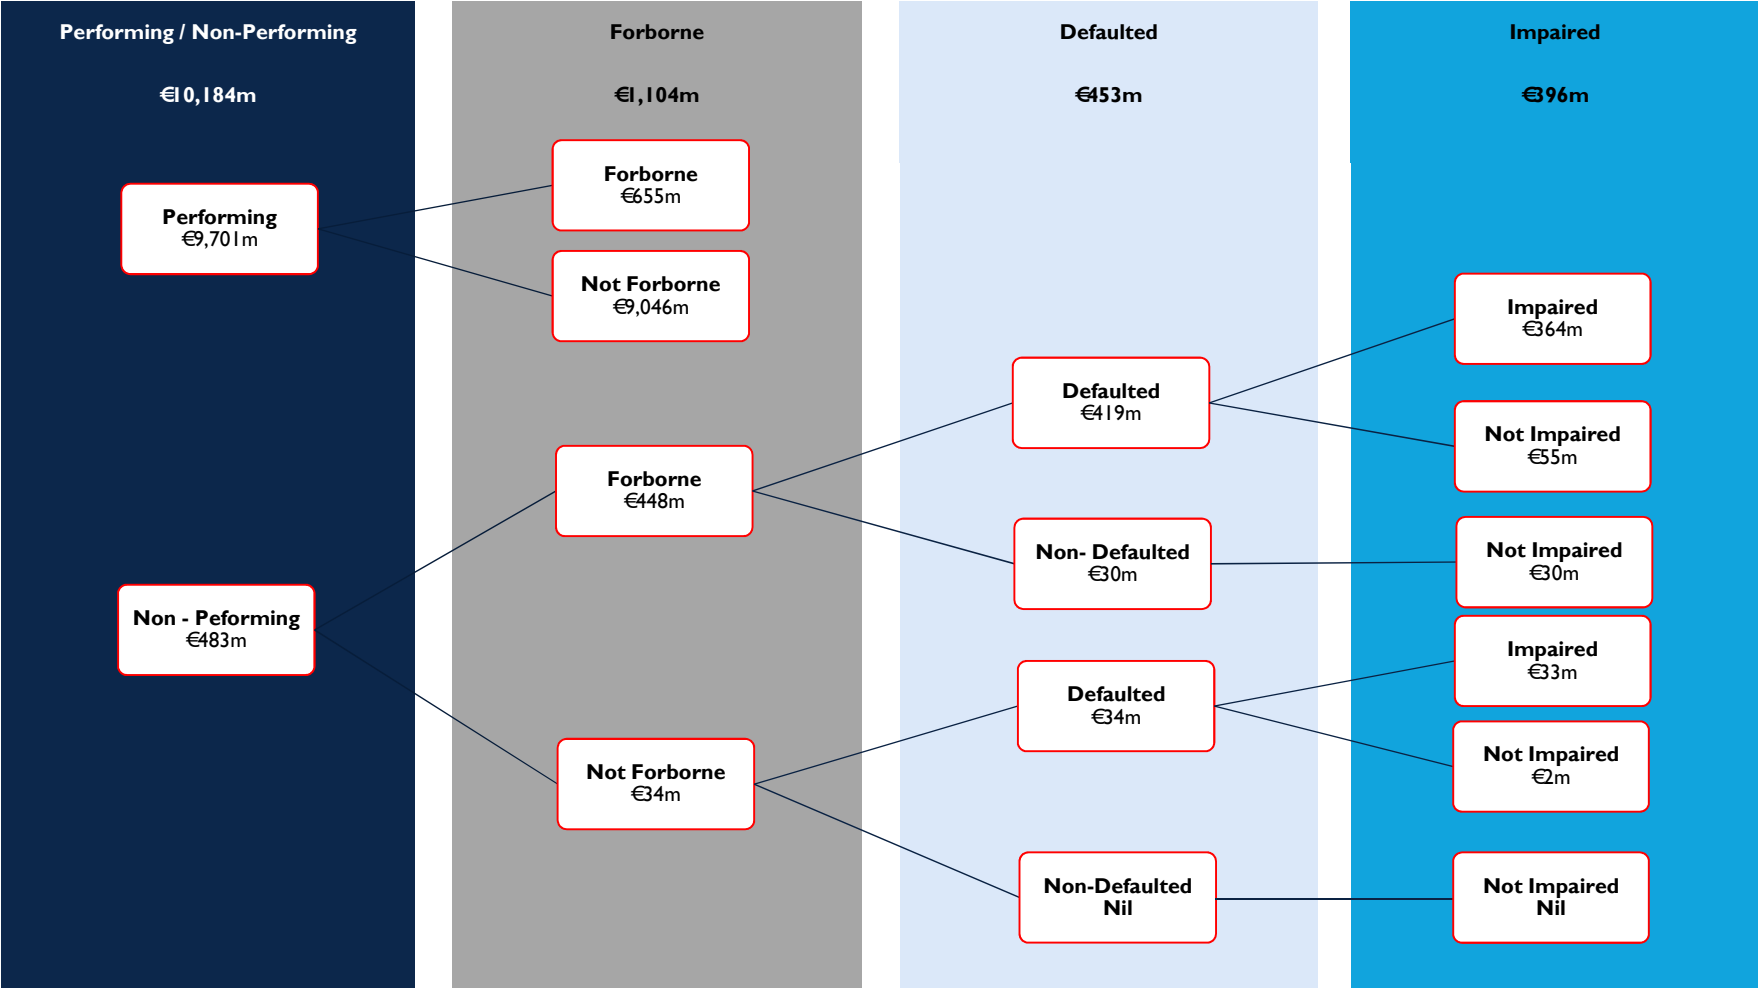 Performing / Non-Performing
€10,184m
Performing
€9,701m
Non - Peforming
€483m
Forborne
€1,104m
Forborne
€655m
Not Forborne
€9,046m
Forborne
€448m
Not Forborne
€34m
Defaulted
€453m
Defaulted
€419m
Non- Defaulted
€30m
Defaulted
€34m
Non-Defaulted
Nil
Impaired
€396m
Impaired
€364m
Not Impaired
€55m
Not Impaired
€30m
Impaired
€33m
Not Impaired
€2m
Not Impaired
Nil